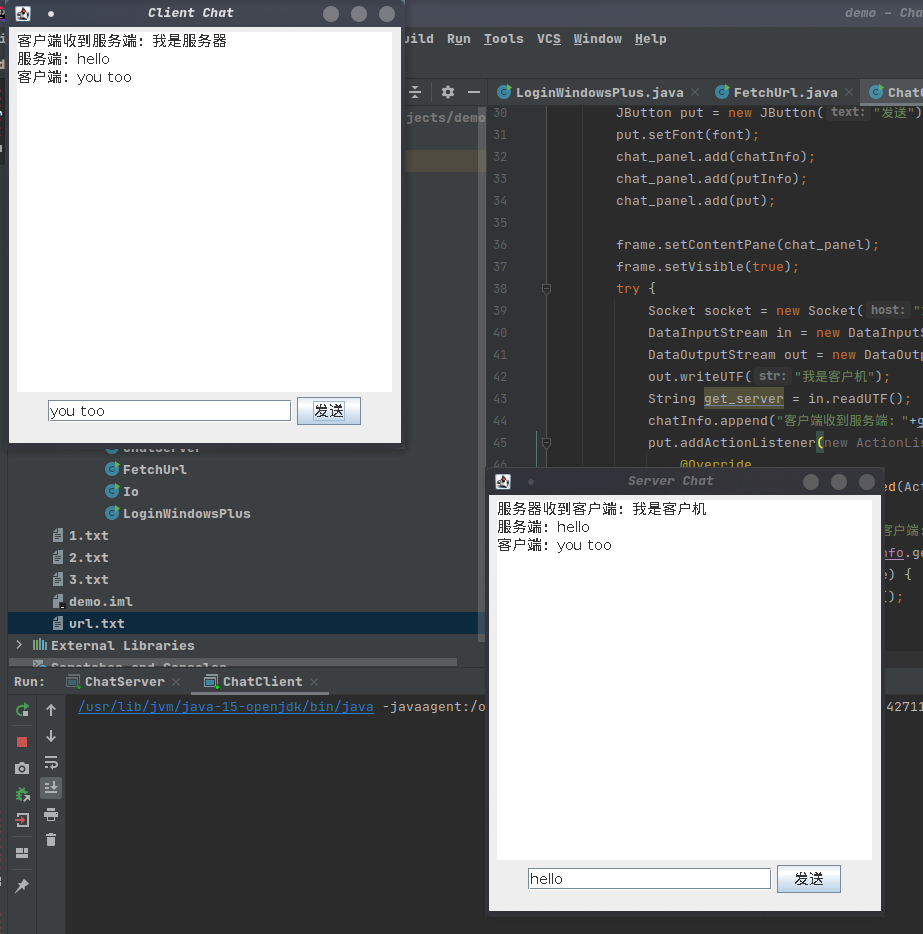 Client Chat
客户端收到服务端：我是服务器
服务端：hello
客户端：you too
you too
发送
demo - Cha
uild Run Tools VCS Window Help
LoginWindowsPlus.java
FetchUrl.java
ChatC
jects/demo
30 JButton put = new JButton( text: "发送")
31 put.setFont(font);
32 chat_panel.add(chatInfo);
33 chat_panel.add(putInfo);
34 chat_panel.add(put);
35
36 frame.setContentPane(chat_panel);
37 frame.setVisible(true);
38 try {
39 Socket socket = new Socket( host: "
40 DataInputStream in = new DataInputS
41 DataOutputStream out = new DataOutp
42 out.writeUTF( str: "我是客户机");
43 String get_server = in.readUTF();
44 chatInfo.append("客户端收到服务端："+g
45 put.addActionListener(new ActionLis
46 @Override
ed(Act
客户端：
nfo.ge
e) {
);
ChatServer
FetchUrl
Io
LoginWindowsPlus
1.txt
2.txt
3.txt
demo.iml
url.txt
External Libraries
Scratches and Consoles
Server Chat
服务器收到客户端：我是客户机
服务端：hello
客户端：you too
hello
发送
Run: ChatServer ChatClient
/usr/lib/jvm/java-15-openjdk/bin/java -javaagent:/o
42711